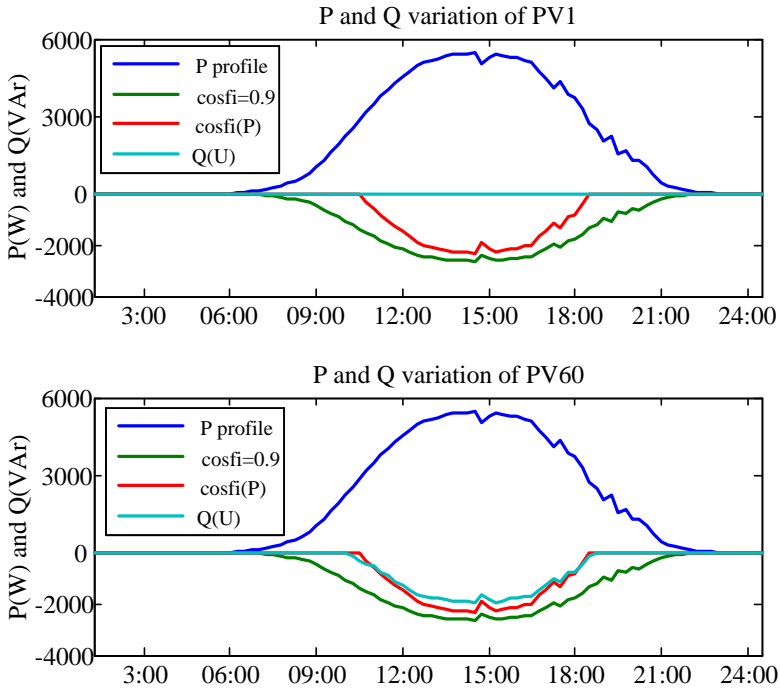 P and Q variation of PV1
P(W) and Q(VAr)
6000
3000
0
-2000
-4000
P profile
cosfi=0.9
cosfi(P)
Q(U)
3:00 06:00 09:00 12:00 15:00 18:00 21:00 24:00
P and Q variation of PV60
P(W) and Q(VAr)
6000
3000
0
-2000
-4000
P profile
cosfi=0.9
cosfi(P)
Q(U)
3:00 06:00 09:00 12:00 15:00 18:00 21:00 24:00